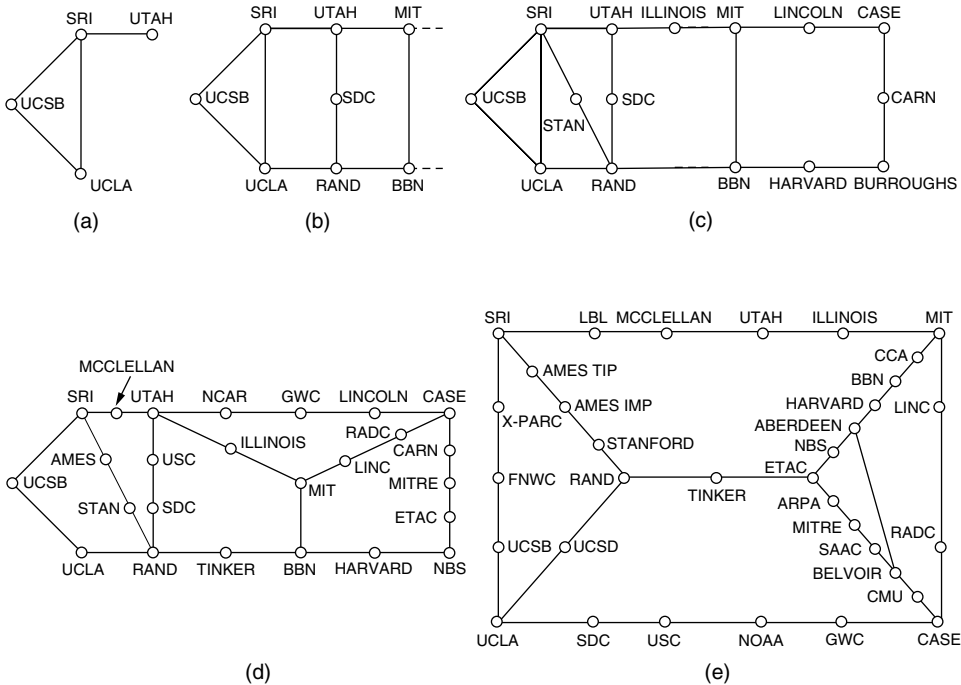 SRI UTAH
UCSB
UCLA
(a)
SRI UTAH MIT
UCSB SDC
UCLA RAND BBN
(b)
SRI UTAH ILLINOIS MIT LINCOLN CASE
UCSB STAN SDC CARN
UCLA RAND BBN HARVARD BURROUGHS
(c)
MCCLELLAN
SRI UTAH NCAR GWC LINCOLN CASE
ILLINOIS RADC CARN
AMES USC LINC
UCSB MIT MITRE
STAN SDC ETAC
UCLA RAND TINKER BBN HARVARD NBS
(d)
SRI LBL MCCLELLAN UTAH ILLINOIS MIT
CCA
AMES TIP
BBN
X-PARC AMES IMP HARVARD LINC
ABERDEEN
STANFORD NBS
FNWC RAND TINKER ETAC
ARPA
MITRE
UCSB UCSD SAAC RADC
BELVOIR
CMU
UCLA SDC USC NOAA GWC CASE
(e)